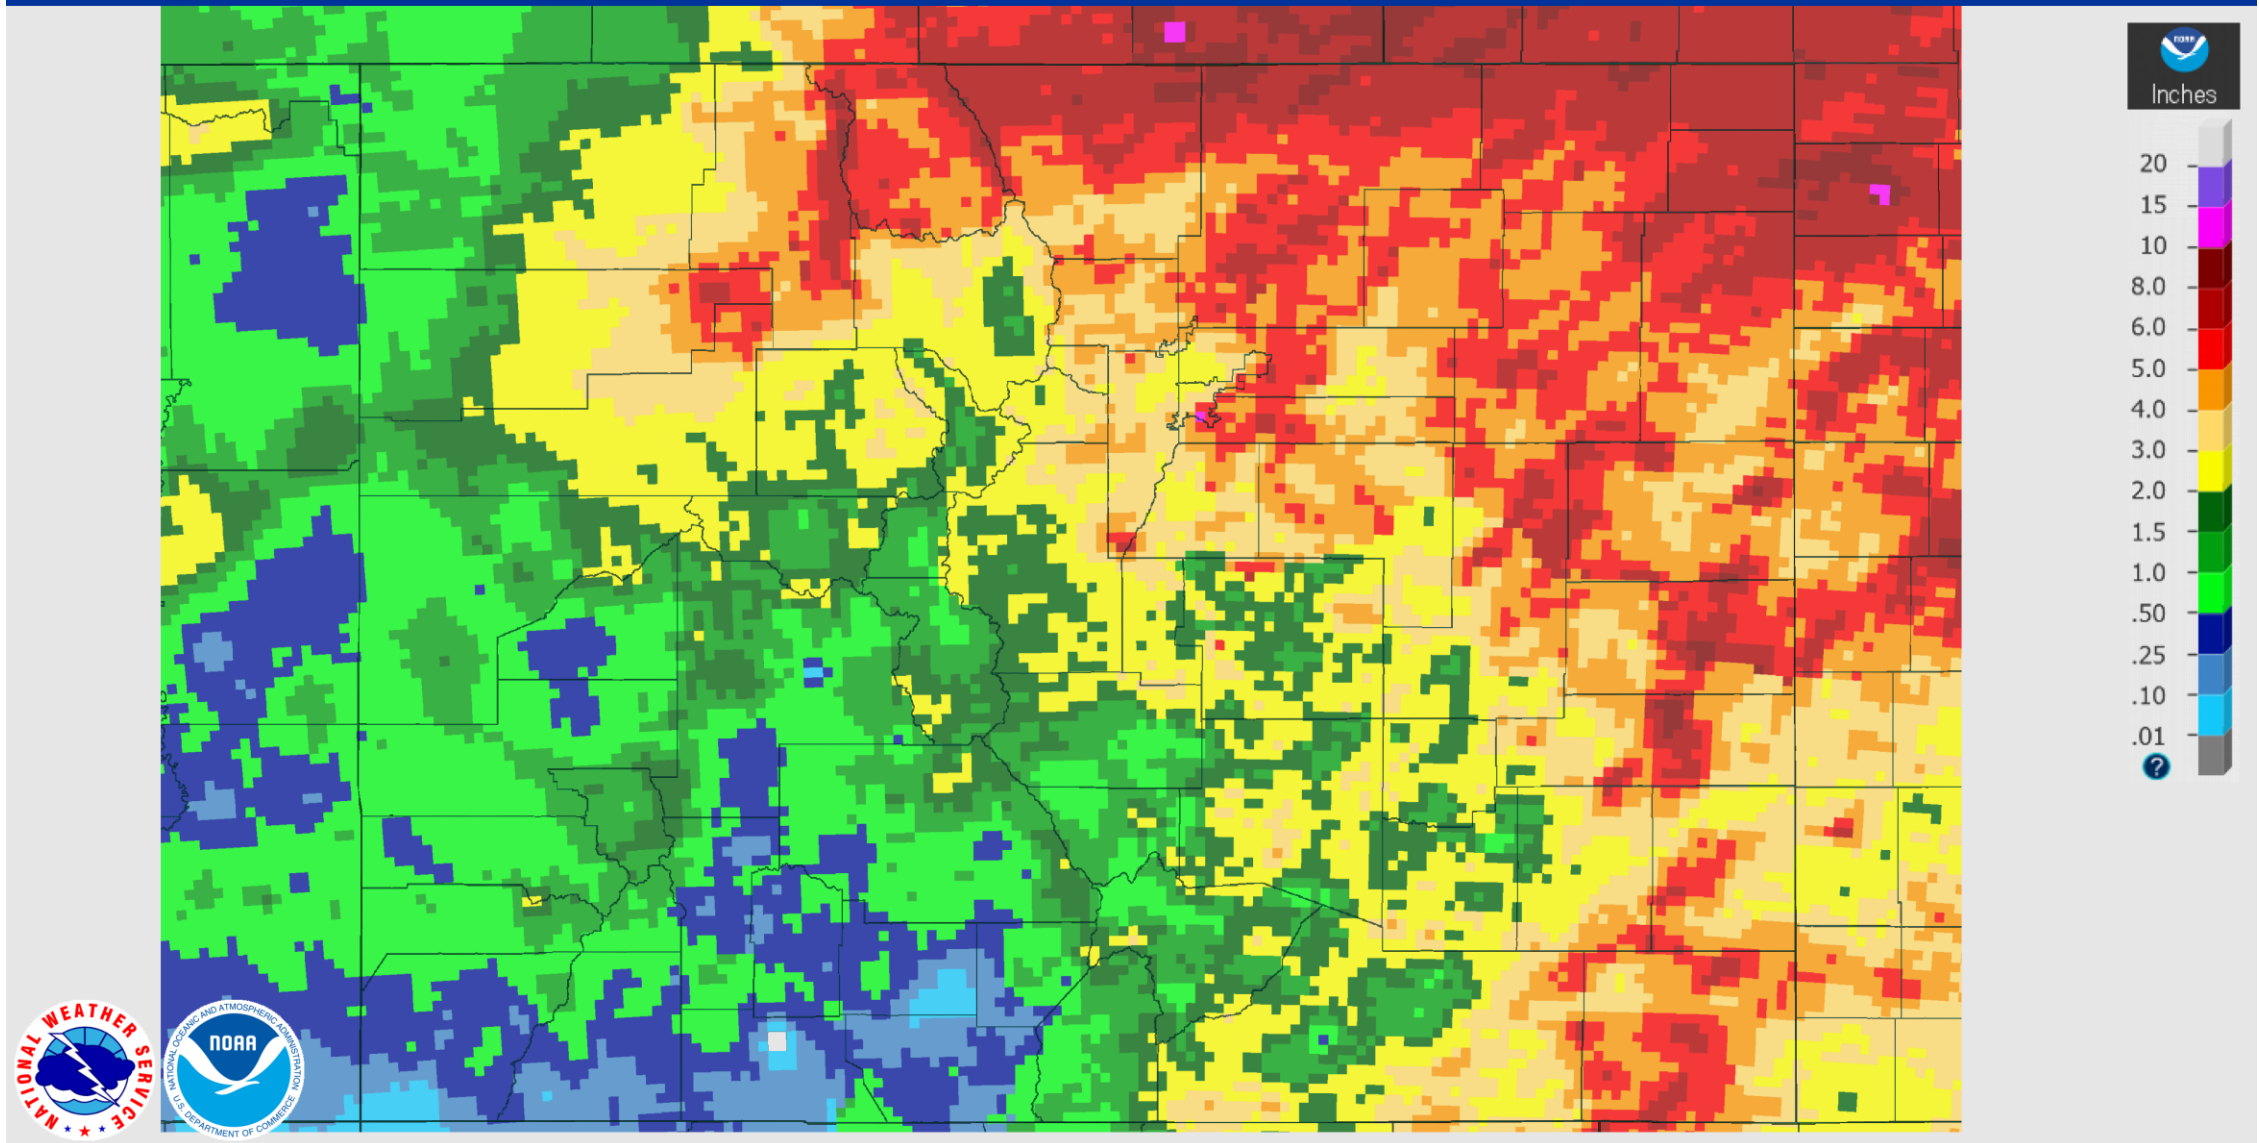 NOAA
Inches
20
15
10
8.0
6.0
5.0
4.0
3.0
2.0
1.5
1.0
.50
.25
.10
.01
?
NATIONAL WEATHER SERVICE
NATIONAL OCEANIC AND ATMOSPHERIC ADMINISTRATION
NOAA
U.S. DEPARTMENT OF COMMERCE